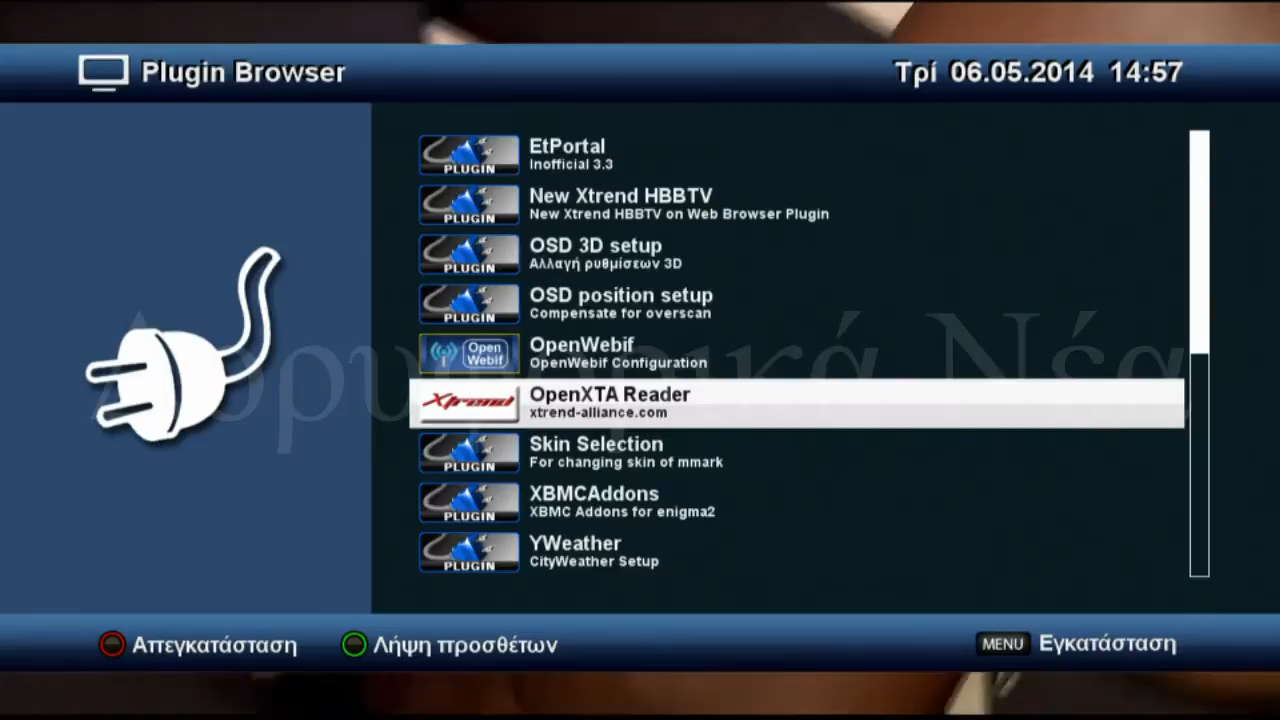 Plugin Browser
Τρί 06.05.2014 14:57
PLUGIN
EtPortal
Inofficial 3.3
PLUGIN
New Xtrend HBBTV
New Xtrend HBBTV on Web Browser Plugin
PLUGIN
OSD 3D setup
Αλλαγή ρυθμίσεων 3D
PLUGIN
OSD position setup
Compensate for overscan
Open
Webif
OpenWebif
OpenWebif Configuration
Xtrend
OpenXTA Reader
xtrend-alliance.com
PLUGIN
Skin Selection
For changing skin of mmark
PLUGIN
XBMCAddons
XBMC Addons for enigma2
PLUGIN
YWeather
CityWeather Setup
Δορυφορικά Νέα
Απεγκατάσταση
Λήψη προσθέτων
MENU
Εγκατάσταση